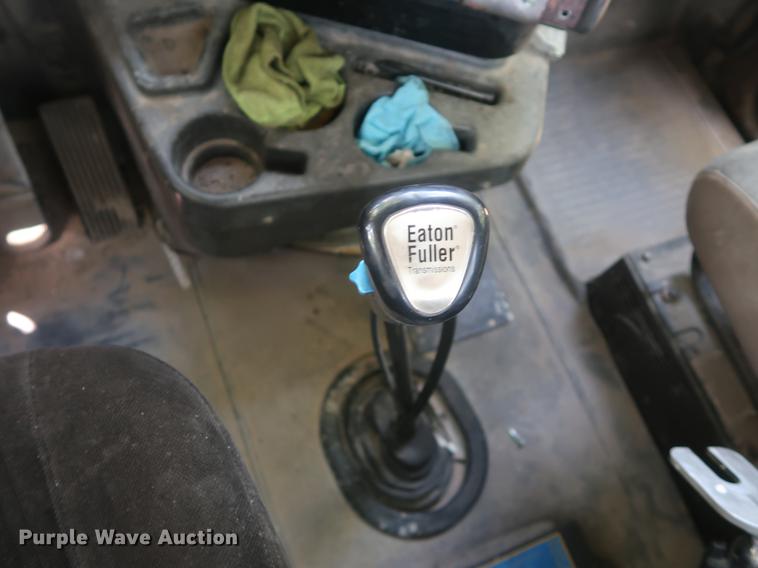 Eaton®
Fuller®
Transmissions
Purple Wave Auction